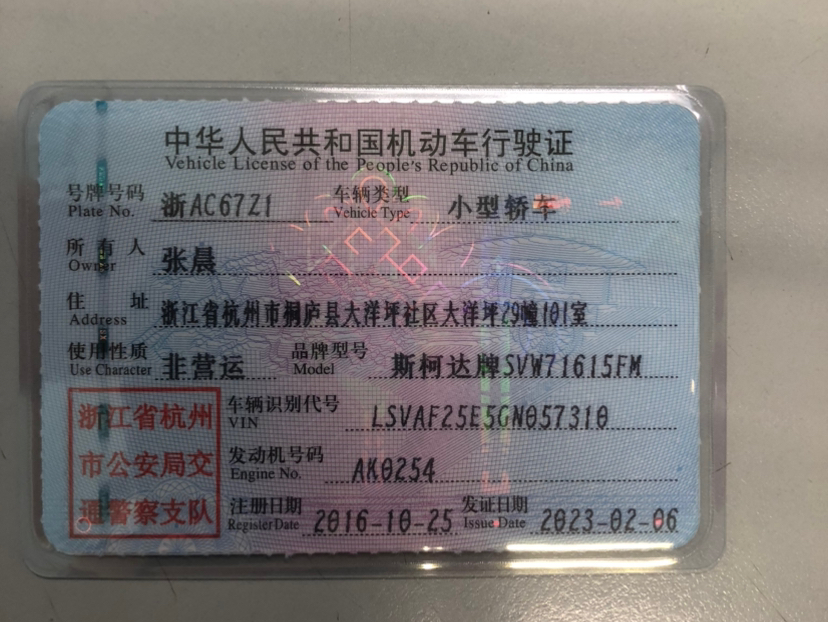 中华人民共和国机动车行驶证
Vehicle License of the People's Republic of China
号牌号码 浙AC67Z1 车辆类型 小型轿车
Plate No. Vehicle Type
所有人 张晨
Owner
住址 浙江省杭州市桐庐县大洋坪社区大洋坪29幢101室
Address
使用性质 非营运 品牌型号 斯柯达牌SVW71615FM
Use Character Model
浙江省杭州 车辆识别代号 LSVAF25E5GN057310
VIN
市公安局交 发动机号码 AK0254
Engine No.
通警察支队 注册日期 2016-10-25 发证日期 2023-02-06
Register Date Issue Date